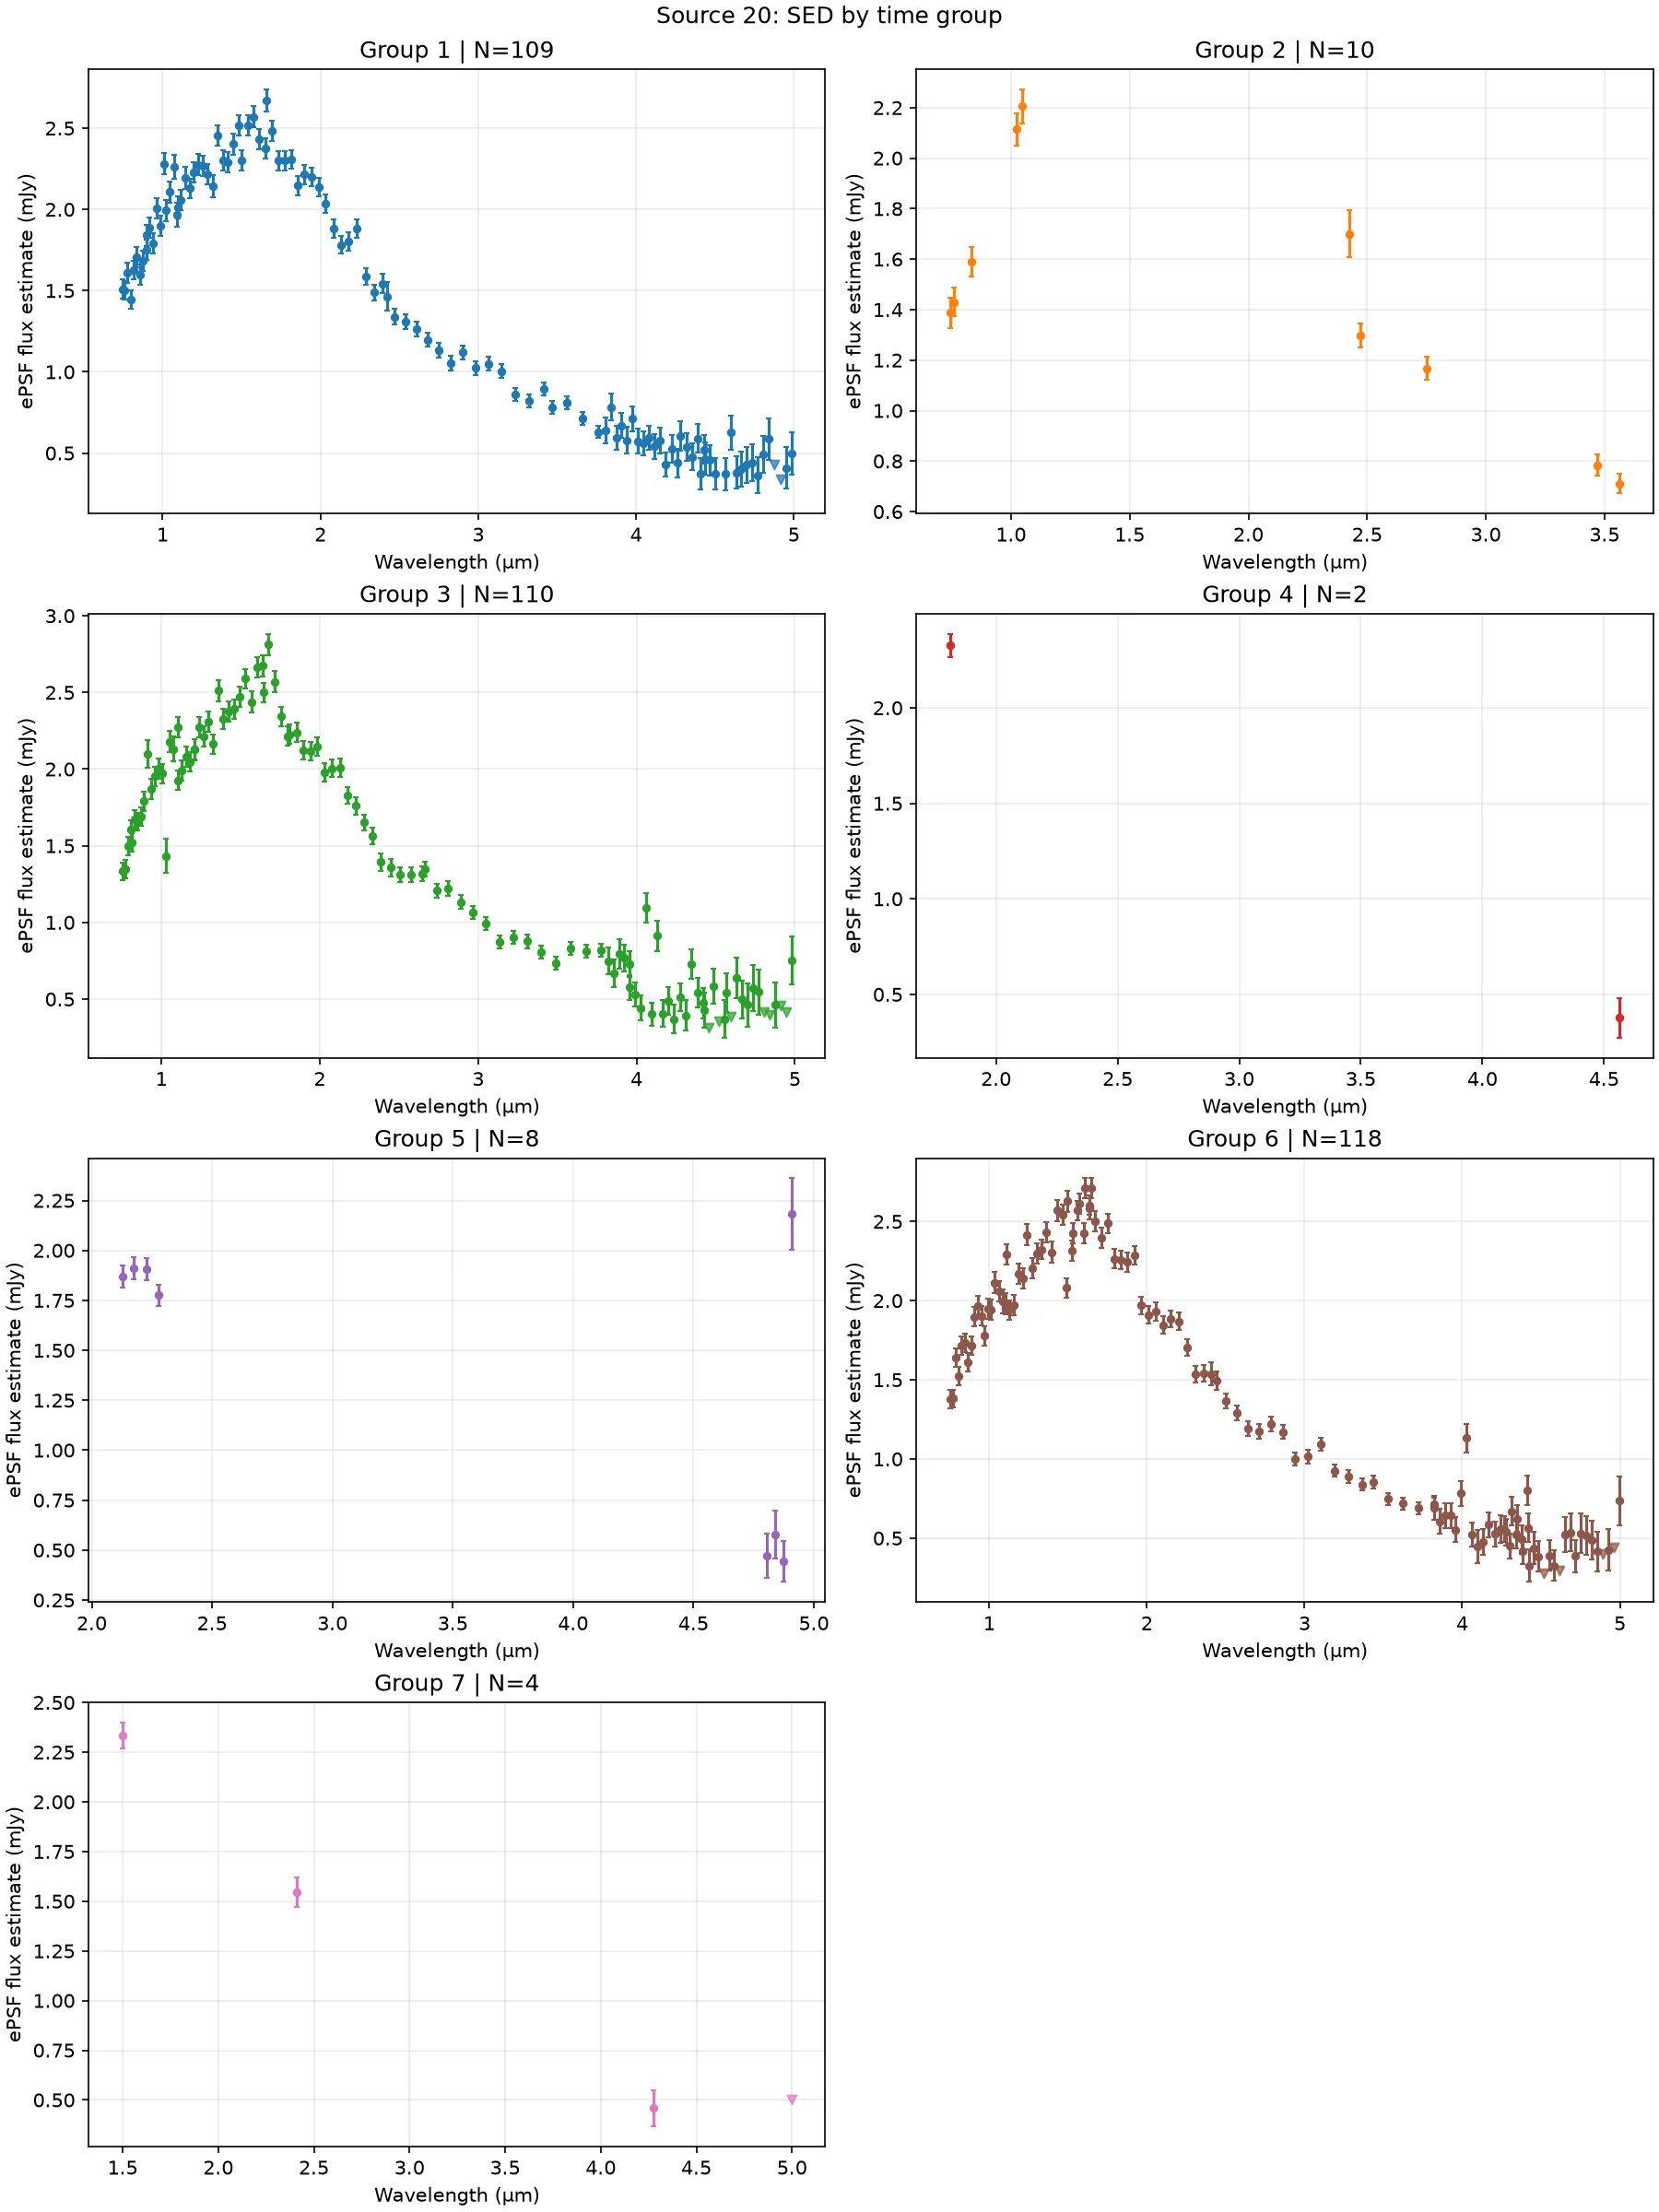 Source 20: SED by time group
Group 1 | N=109
ePSF flux estimate (mJy)
2.5
2.0
1.5
1.0
0.5
1 2 3 4 5
Wavelength (µm)
Group 2 | N=10
ePSF flux estimate (mJy)
2.2
2.0
1.8
1.6
1.4
1.2
1.0
0.8
0.6
1.0 1.5 2.0 2.5 3.0 3.5
Wavelength (µm)
Group 3 | N=110
ePSF flux estimate (mJy)
3.0
2.5
2.0
1.5
1.0
0.5
1 2 3 4 5
Wavelength (µm)
Group 4 | N=2
ePSF flux estimate (mJy)
2.0
1.5
1.0
0.5
2.0 2.5 3.0 3.5 4.0 4.5
Wavelength (µm)
Group 5 | N=8
ePSF flux estimate (mJy)
2.25
2.00
1.75
1.50
1.25
1.00
0.75
0.50
0.25
2.0 2.5 3.0 3.5 4.0 4.5 5.0
Wavelength (µm)
Group 6 | N=118
ePSF flux estimate (mJy)
2.5
2.0
1.5
1.0
0.5
1 2 3 4 5
Wavelength (µm)
Group 7 | N=4
ePSF flux estimate (mJy)
2.50
2.25
2.00
1.75
1.50
1.25
1.00
0.75
0.50
1.5 2.0 2.5 3.0 3.5 4.0 4.5 5.0
Wavelength (µm)